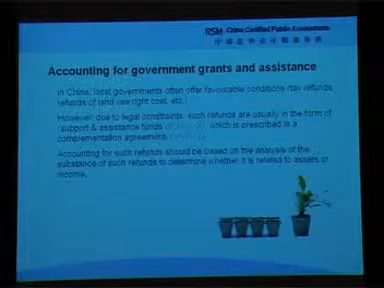 RSM China Certified Public Accountants
Accounting for government grants and assistance
In China, local governments often offer favourable conditions (tax refunds,
refunds of land use right cost, etc.)
However, due to legal constraints, such refunds are usually in the form of
"support & assistance funds" which is prescribed in a
complementation agreement
Accounting for such refunds should be based on the analysis of the
substance of such refunds to determine whether it is related to assets or
income.